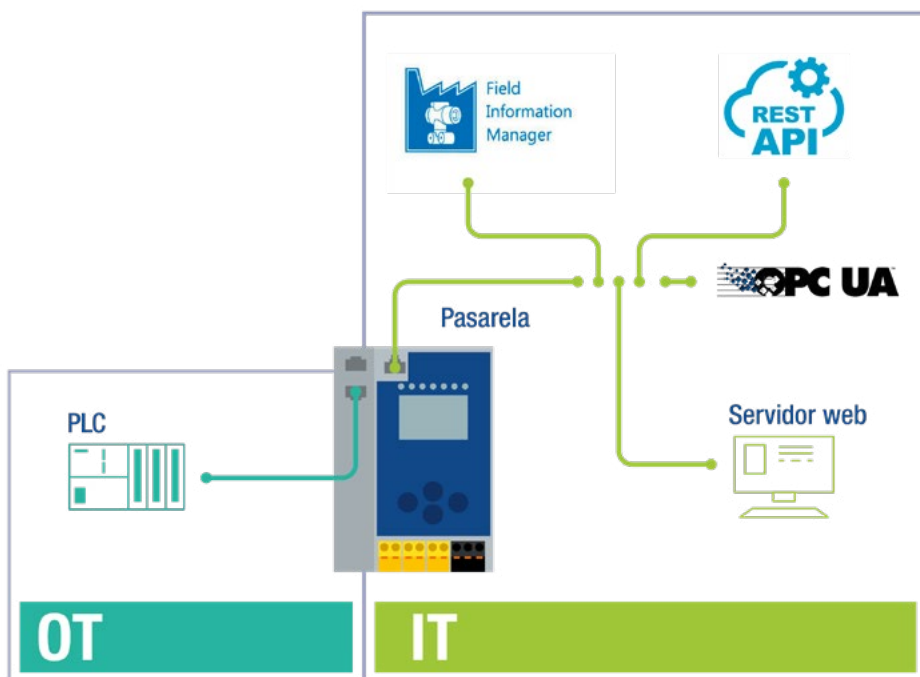 Field
Information
Manager
REST
API
OPC UA
Pasarela
PLC
Servidor web
OT
IT